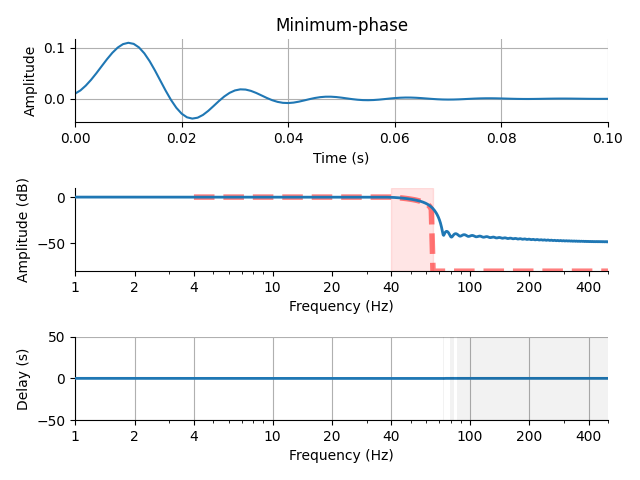 Minimum-phase
Amplitude
0.1
0.0
0.00 0.02 0.04 0.06 0.08 0.10
Time (s)
Amplitude (dB)
0
−50
1 2 4 10 20 40 100 200 400
Frequency (Hz)
Delay (s)
50
0
−50
1 2 4 10 20 40 100 200 400
Frequency (Hz)